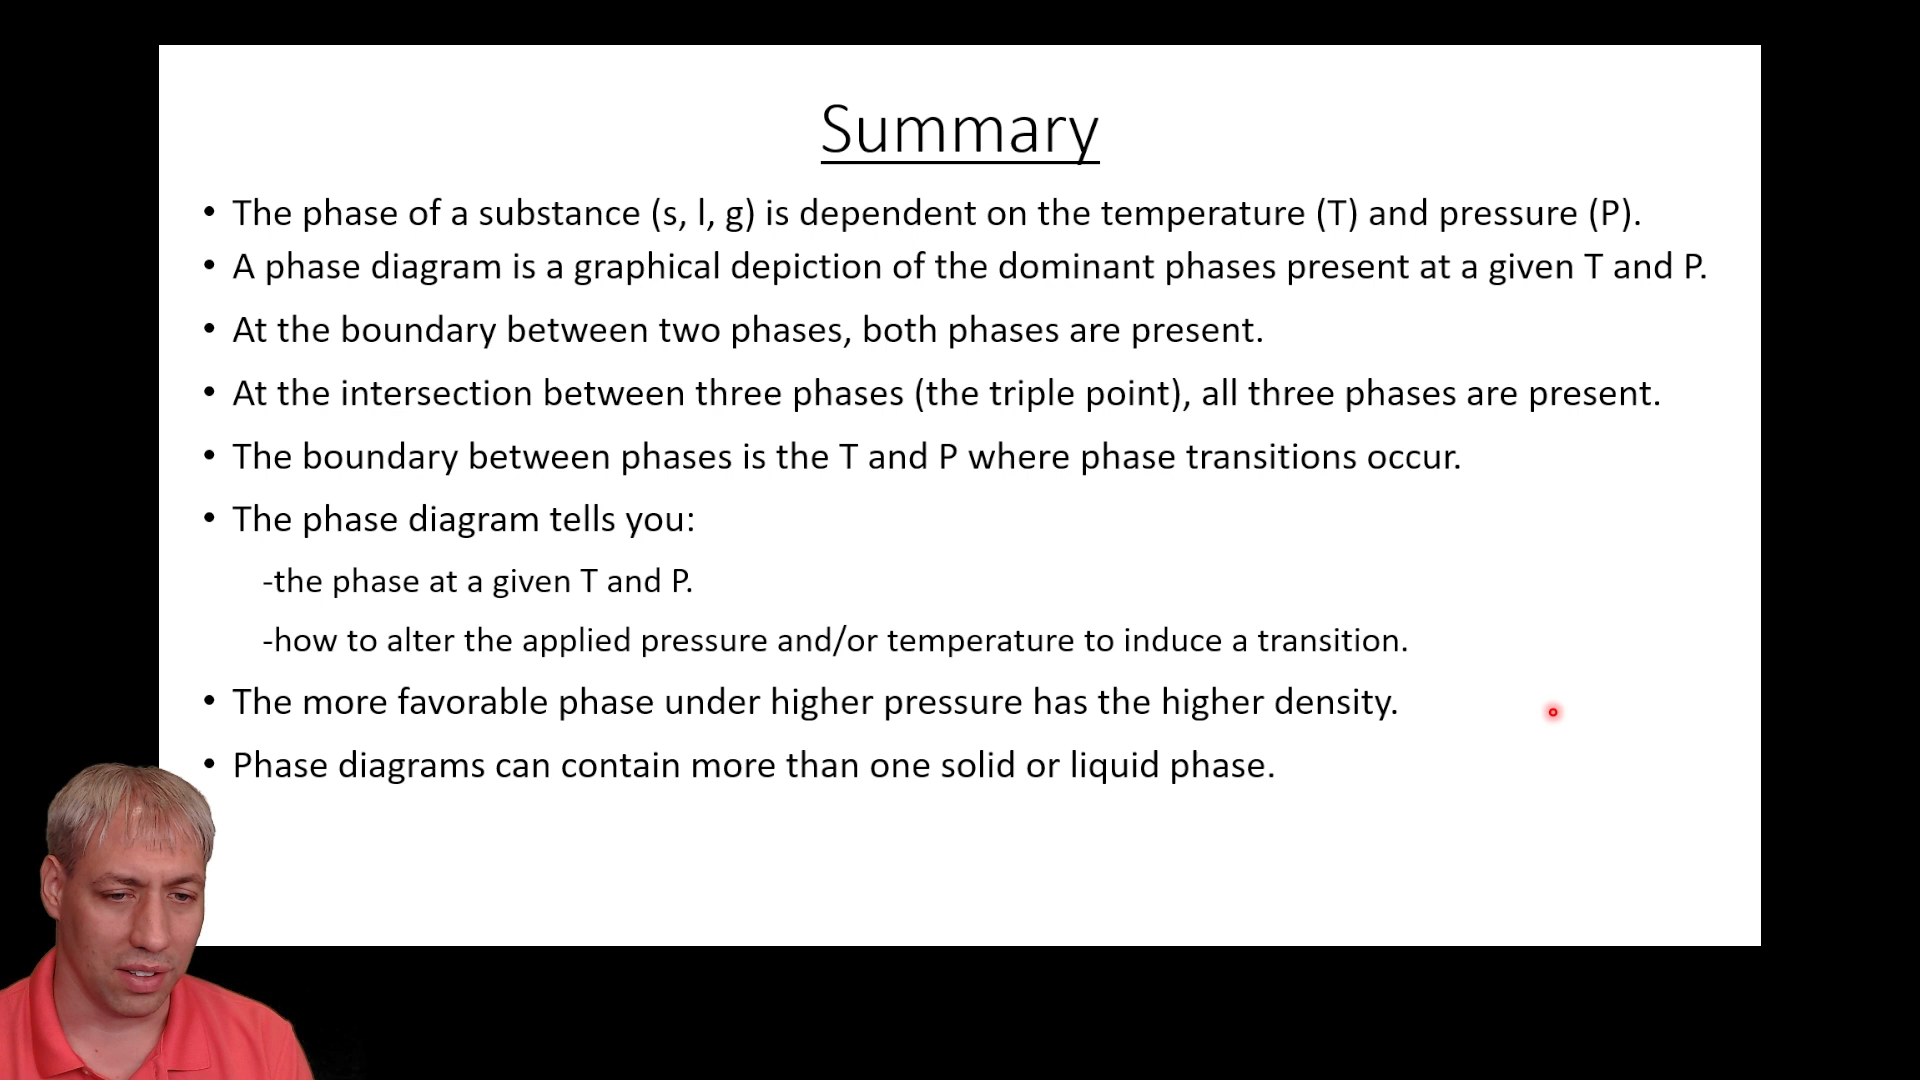 Summary
• The phase of a substance (s, l, g) is dependent on the temperature (T) and pressure (P).
• A phase diagram is a graphical depiction of the dominant phases present at a given T and P.
• At the boundary between two phases, both phases are present.
• At the intersection between three phases (the triple point), all three phases are present.
• The boundary between phases is the T and P where phase transitions occur.
• The phase diagram tells you:
-the phase at a given T and P.
-how to alter the applied pressure and/or temperature to induce a transition.
• The more favorable phase under higher pressure has the higher density.
• Phase diagrams can contain more than one solid or liquid phase.